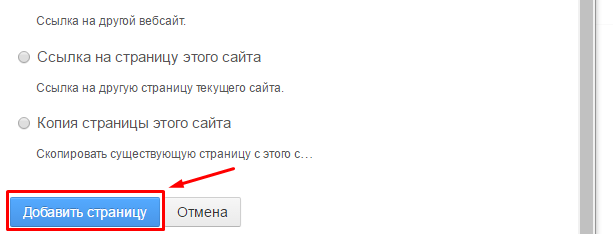 Ссылка на другой вебсайт.
Ссылка на страницу этого сайта
Ссылка на другую страницу текущего сайта.
Копия страницы этого сайта
Скопировать существующую страницу с этого с…
Добавить страницу Отмена